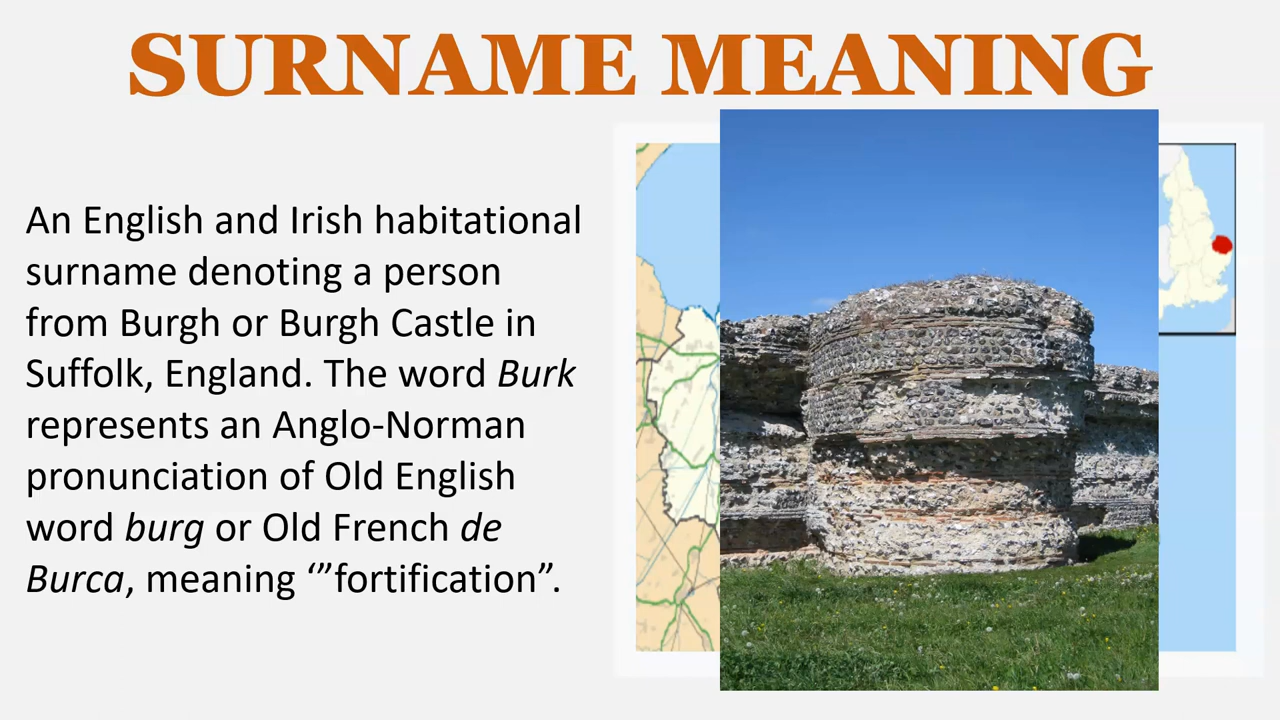 SURNAME MEANING
An English and Irish habitational
surname denoting a person
from Burgh or Burgh Castle in
Suffolk, England. The word Burk
represents an Anglo-Norman
pronunciation of Old English
word burg or Old French de
Burca, meaning ‘”fortification”.